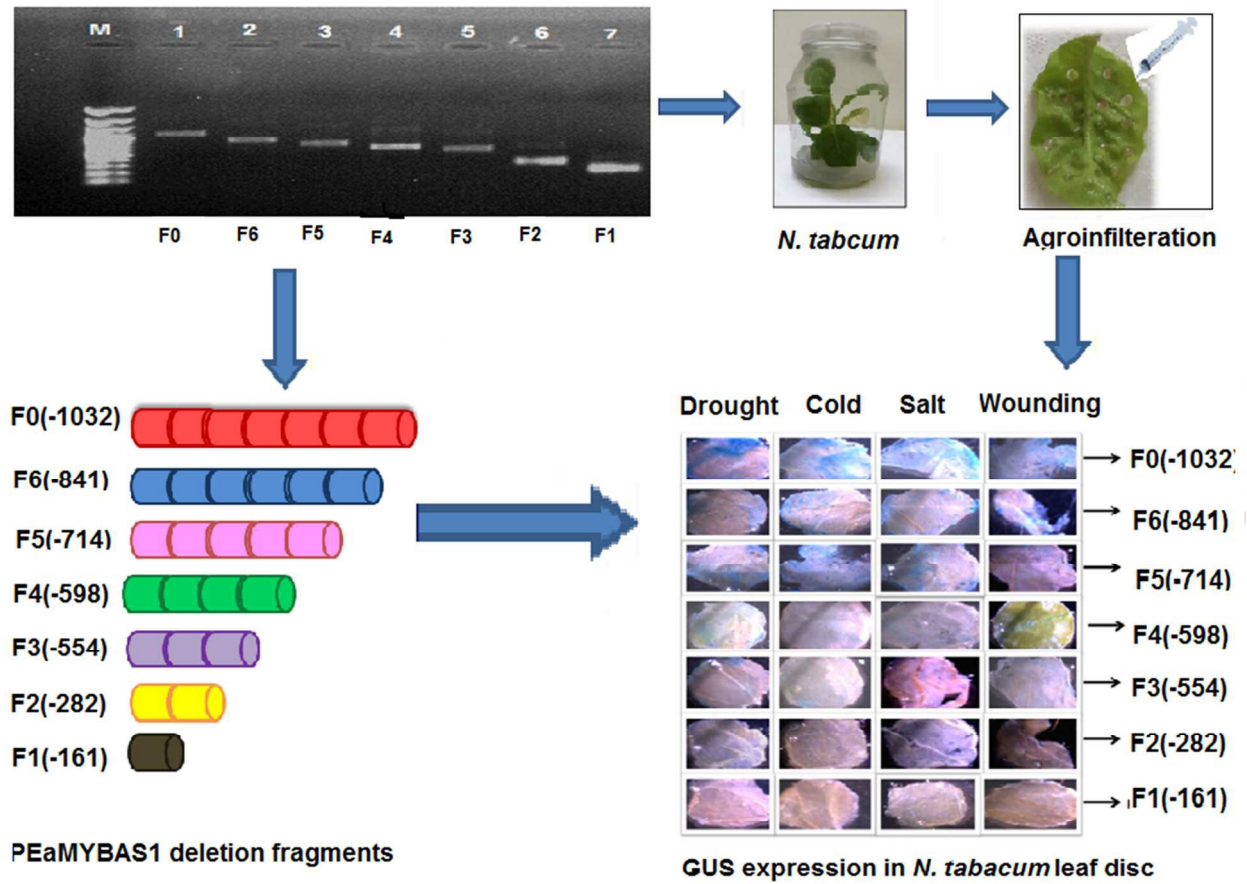 M 1 2 3 4 5 6 7
F0 F6 F5 F4 F3 F2 F1
N. tabcum
Agroinfilteration
F0(-1032)
F6(-841)
F5(-714)
F4(-598)
F3(-554)
F2(-282)
F1(-161)
PEaMYBAS1 deletion fragments
Drought Cold Salt Wounding
F0(-1032)
F6(-841)
F5(-714)
F4(-598)
F3(-554)
F2(-282)
F1(-161)
GUS expression in N. tabacum leaf disc